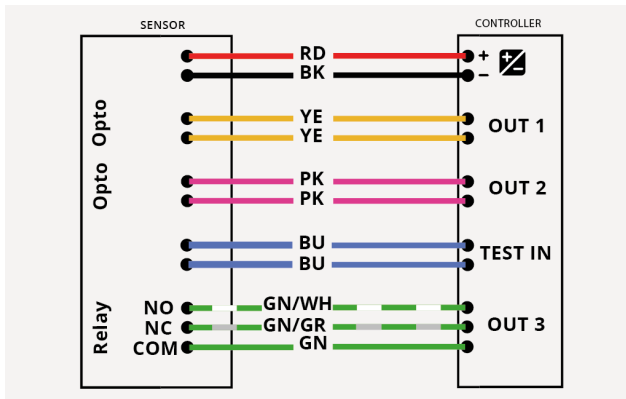 SENSOR
CONTROLLER
RD
+
BK
−
Opto
YE
YE
OUT 1
Opto
PK
PK
OUT 2
BU
BU
TEST IN
Relay
NO
GN/WH
NC
GN/GR
OUT 3
COM
GN